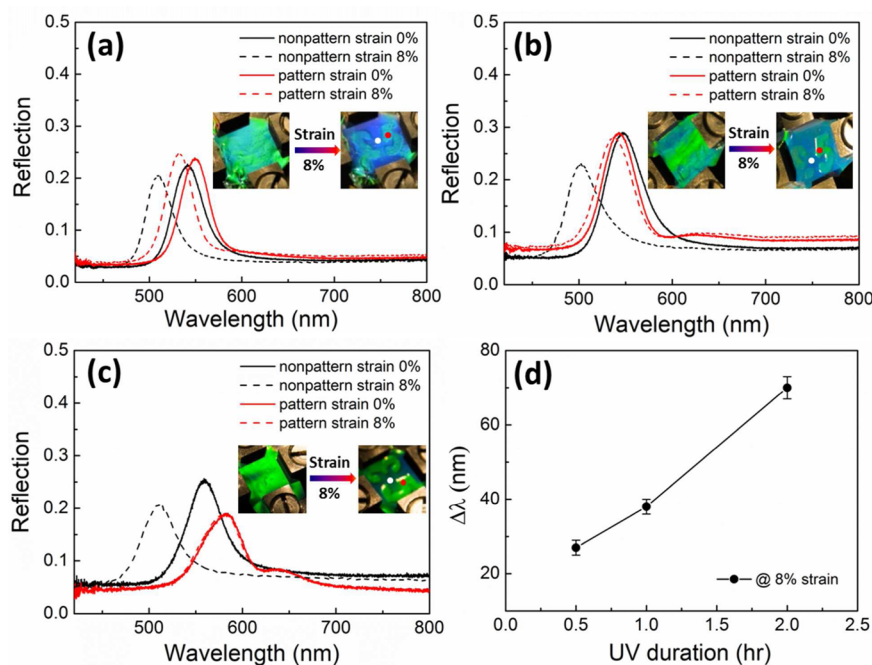 (a)
nonpattern strain 0%
nonpattern strain 8%
pattern strain 0%
pattern strain 8%
Strain
8%
Reflection
0.5
0.4
0.3
0.2
0.1
0.0
500 600 700 800
Wavelength (nm)
(b)
nonpattern strain 0%
nonpattern strain 8%
pattern strain 0%
pattern strain 8%
Strain
8%
Reflection
0.5
0.4
0.3
0.2
0.1
0.0
500 600 700 800
Wavelength (nm)
(c)
nonpattern strain 0%
nonpattern strain 8%
pattern strain 0%
pattern strain 8%
Strain
8%
Reflection
0.5
0.4
0.3
0.2
0.1
0.0
500 600 700 800
Wavelength (nm)
(d)
Δλ (nm)
80
60
40
20
@ 8% strain
0.0 0.5 1.0 1.5 2.0 2.5
UV duration (hr)